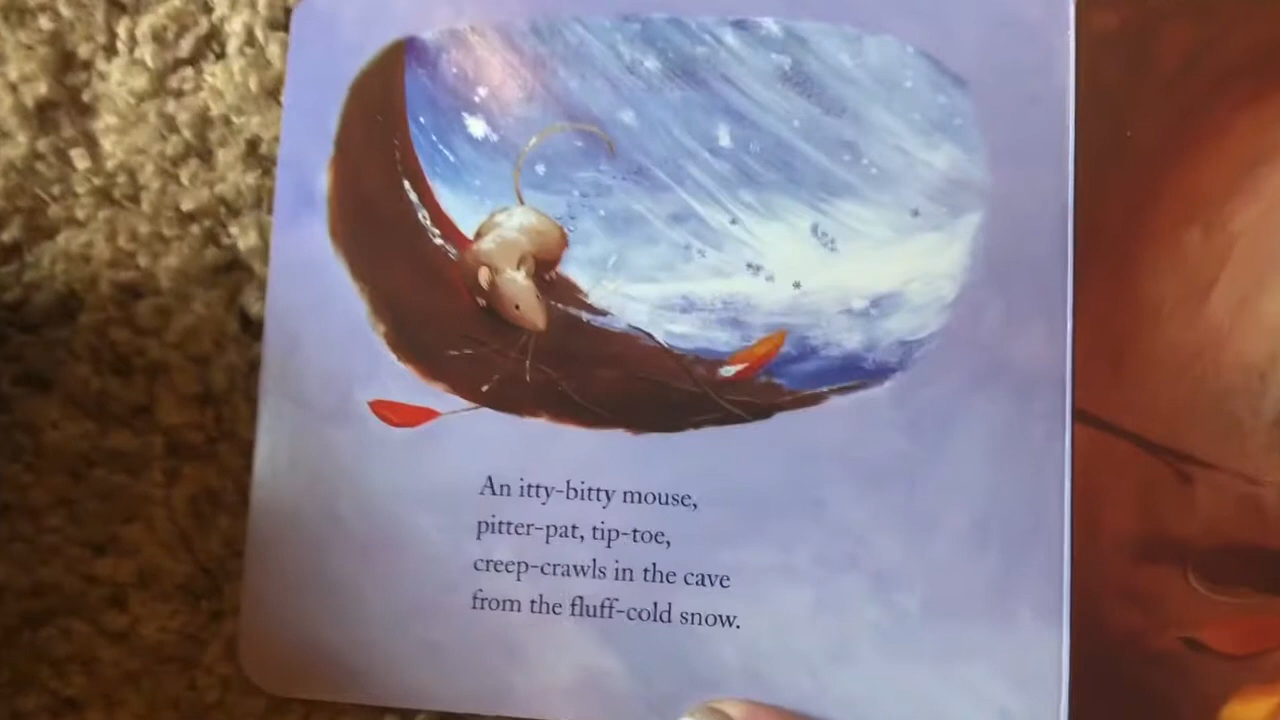 An itty-bitty mouse,
pitter-pat, tip-toe,
creep-crawls in the cave
from the fluff-cold snow.